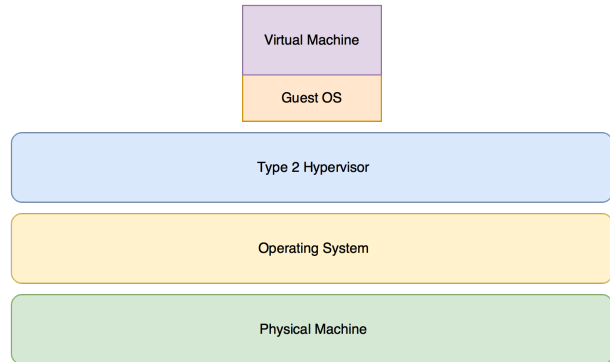 Virtual Machine
Guest OS
Type 2 Hypervisor
Operating System
Physical Machine